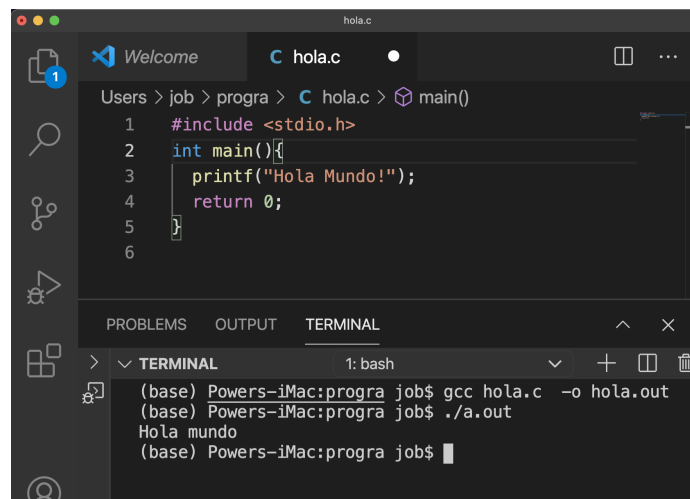 hola.c
Welcome
C hola.c
1
Users > job > progra > C hola.c > main()
1 #include <stdio.h>
2 int main(){
3 printf("Hola Mundo!");
4 return 0;
5 }
6
PROBLEMS OUTPUT TERMINAL
TERMINAL 1: bash
(base) Powers-iMac:progra job$ gcc hola.c -o hola.out
(base) Powers-iMac:progra job$ ./a.out
Hola mundo
(base) Powers-iMac:progra job$